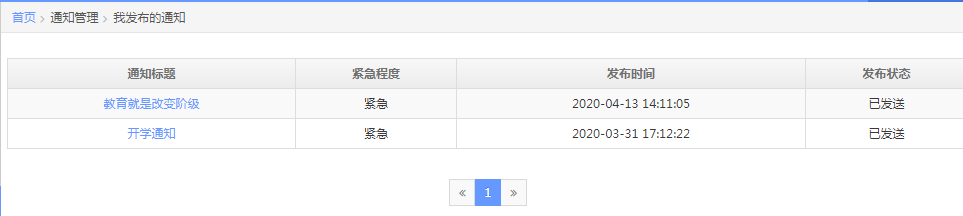 首页 > 通知管理 > 我发布的通知
通知标题 紧急程度 发布时间 发布状态
教育就是改变阶级 紧急 2020-04-13 14:11:05 已发送
开学通知 紧急 2020-03-31 17:12:22 已发送
« 1 »